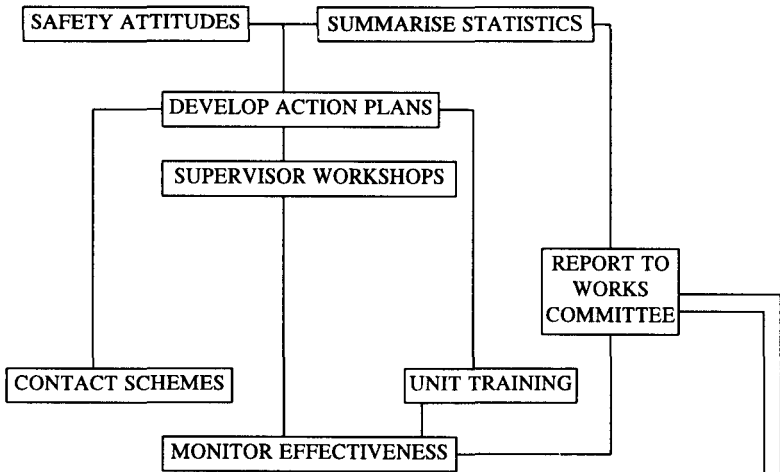 SAFETY ATTITUDES
SUMMARISE STATISTICS
DEVELOP ACTION PLANS
SUPERVISOR WORKSHOPS
REPORT TO
WORKS
COMMITTEE
CONTACT SCHEMES
UNIT TRAINING
MONITOR EFFECTIVENESS